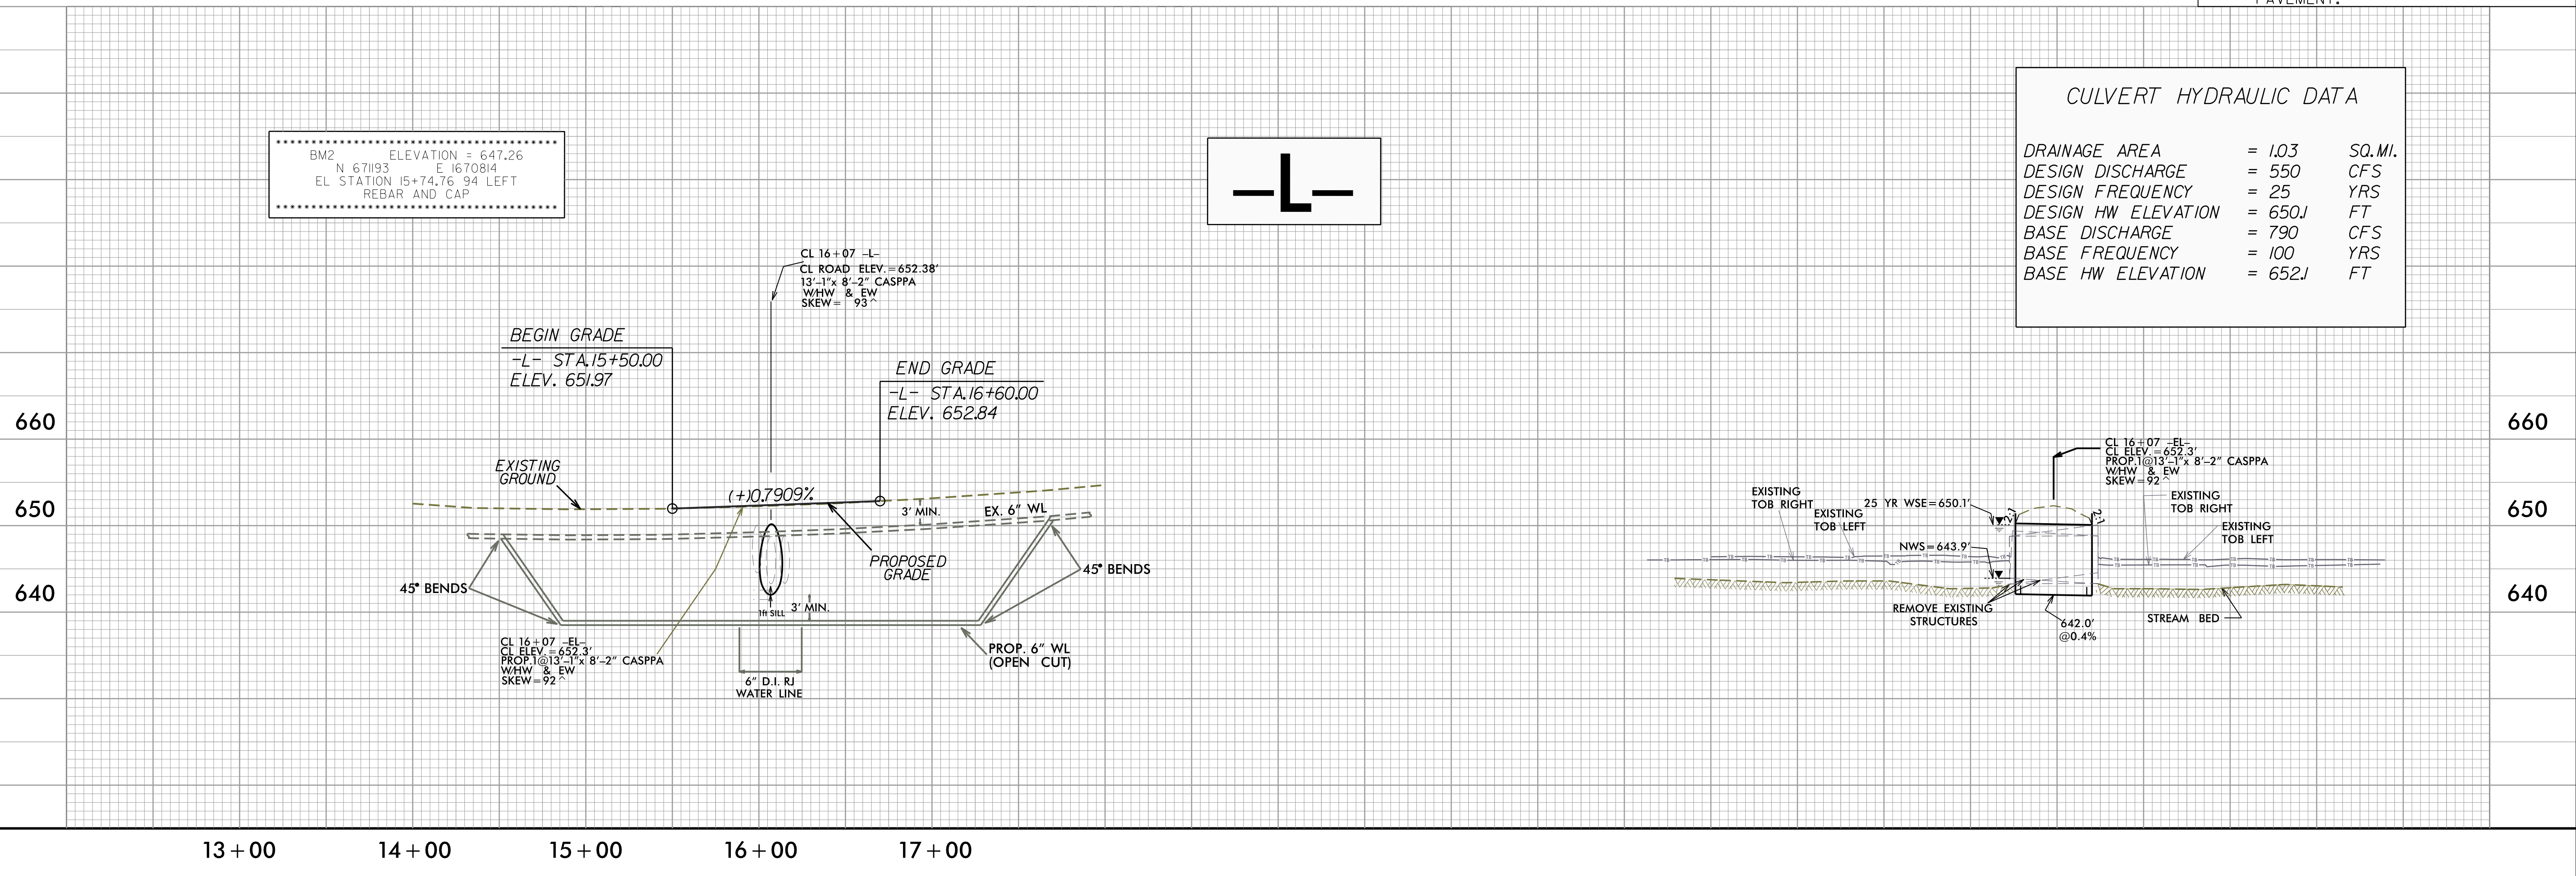 PAVEMENT.
CULVERT HYDRAULIC DATA
DRAINAGE AREA = 1.03 SQ.MI.
DESIGN DISCHARGE = 550 CFS
DESIGN FREQUENCY = 25 YRS
DESIGN HW ELEVATION = 650.1 FT
BASE DISCHARGE = 790 CFS
BASE FREQUENCY = 100 YRS
BASE HW ELEVATION = 652.1 FT
BM2 ELEVATION = 647.26
N 671193 E 1670814
EL STATION 15+74.76 94 LEFT
REBAR AND CAP
-L-
CL 16+07 -L-
CL ROAD ELEV.=652.38'
13'-1"x 8'-2" CASPPA
W/HW & EW
SKEW= 93^
BEGIN GRADE
-L- STA.15+50.00
ELEV. 651.97
END GRADE
-L- STA.16+60.00
ELEV. 652.84
660
660
EXISTING
GROUND
(+)0.7909%
650
650
3' MIN.
EX. 6" WL
PROPOSED
GRADE
45° BENDS
45° BENDS
640
640
1ft SILL
3' MIN.
CL 16+07 -EL-
CL ELEV.=652.3'
PROP.1@13'-1"x 8'-2" CASPPA
W/HW & EW
SKEW=92^
PROP. 6" WL
(OPEN CUT)
6" D.I. RJ
WATER LINE
CL 16+07 -EL-
CL ELEV.=652.3'
PROP.1@13'-1"x 8'-2" CASPPA
W/HW & EW
SKEW=92^
EXISTING
TOB RIGHT
EXISTING
TOB LEFT
25 YR WSE=650.1'
2:1
2:1
EXISTING
TOB RIGHT
EXISTING
TOB LEFT
NWS=643.9'
REMOVE EXISTING
STRUCTURES
642.0'
@0.4%
STREAM BED
13+00
14+00
15+00
16+00
17+00